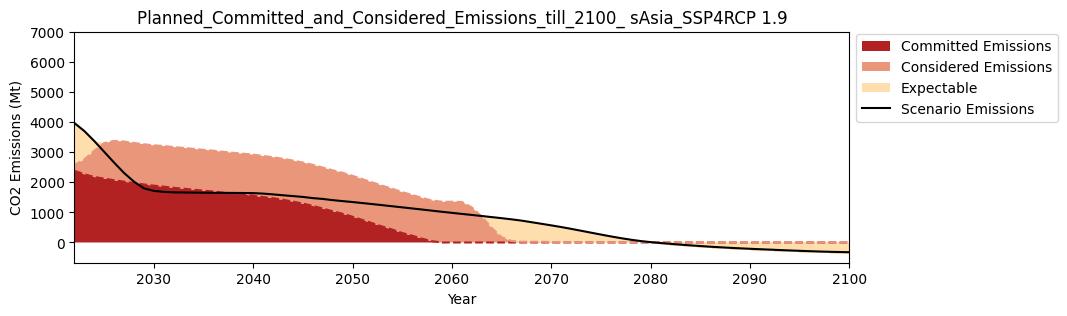 Planned_Committed_and_Considered_Emissions_till_2100_ sAsia_SSP4RCP 1.9
7000
6000
5000
4000
3000
2000
1000
0
CO2 Emissions (Mt)
2030
2040
2050
2060
2070
2080
2090
2100
Year
Committed Emissions
Considered Emissions
Expectable
Scenario Emissions